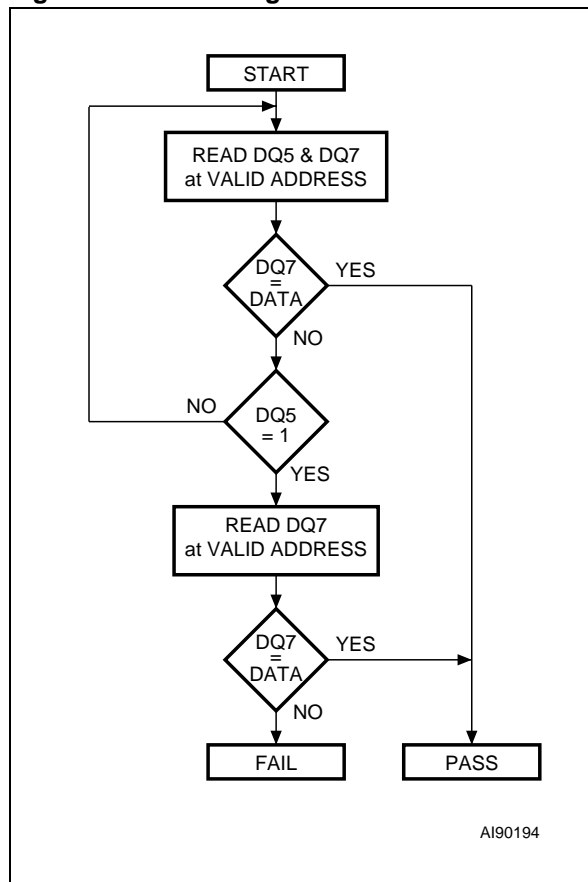 START
READ DQ5 & DQ7
at VALID ADDRESS
DQ7
=
DATA
YES
NO
DQ5
= 1
NO
YES
READ DQ7
at VALID ADDRESS
DQ7
=
DATA
YES
NO
FAIL
PASS
AI90194